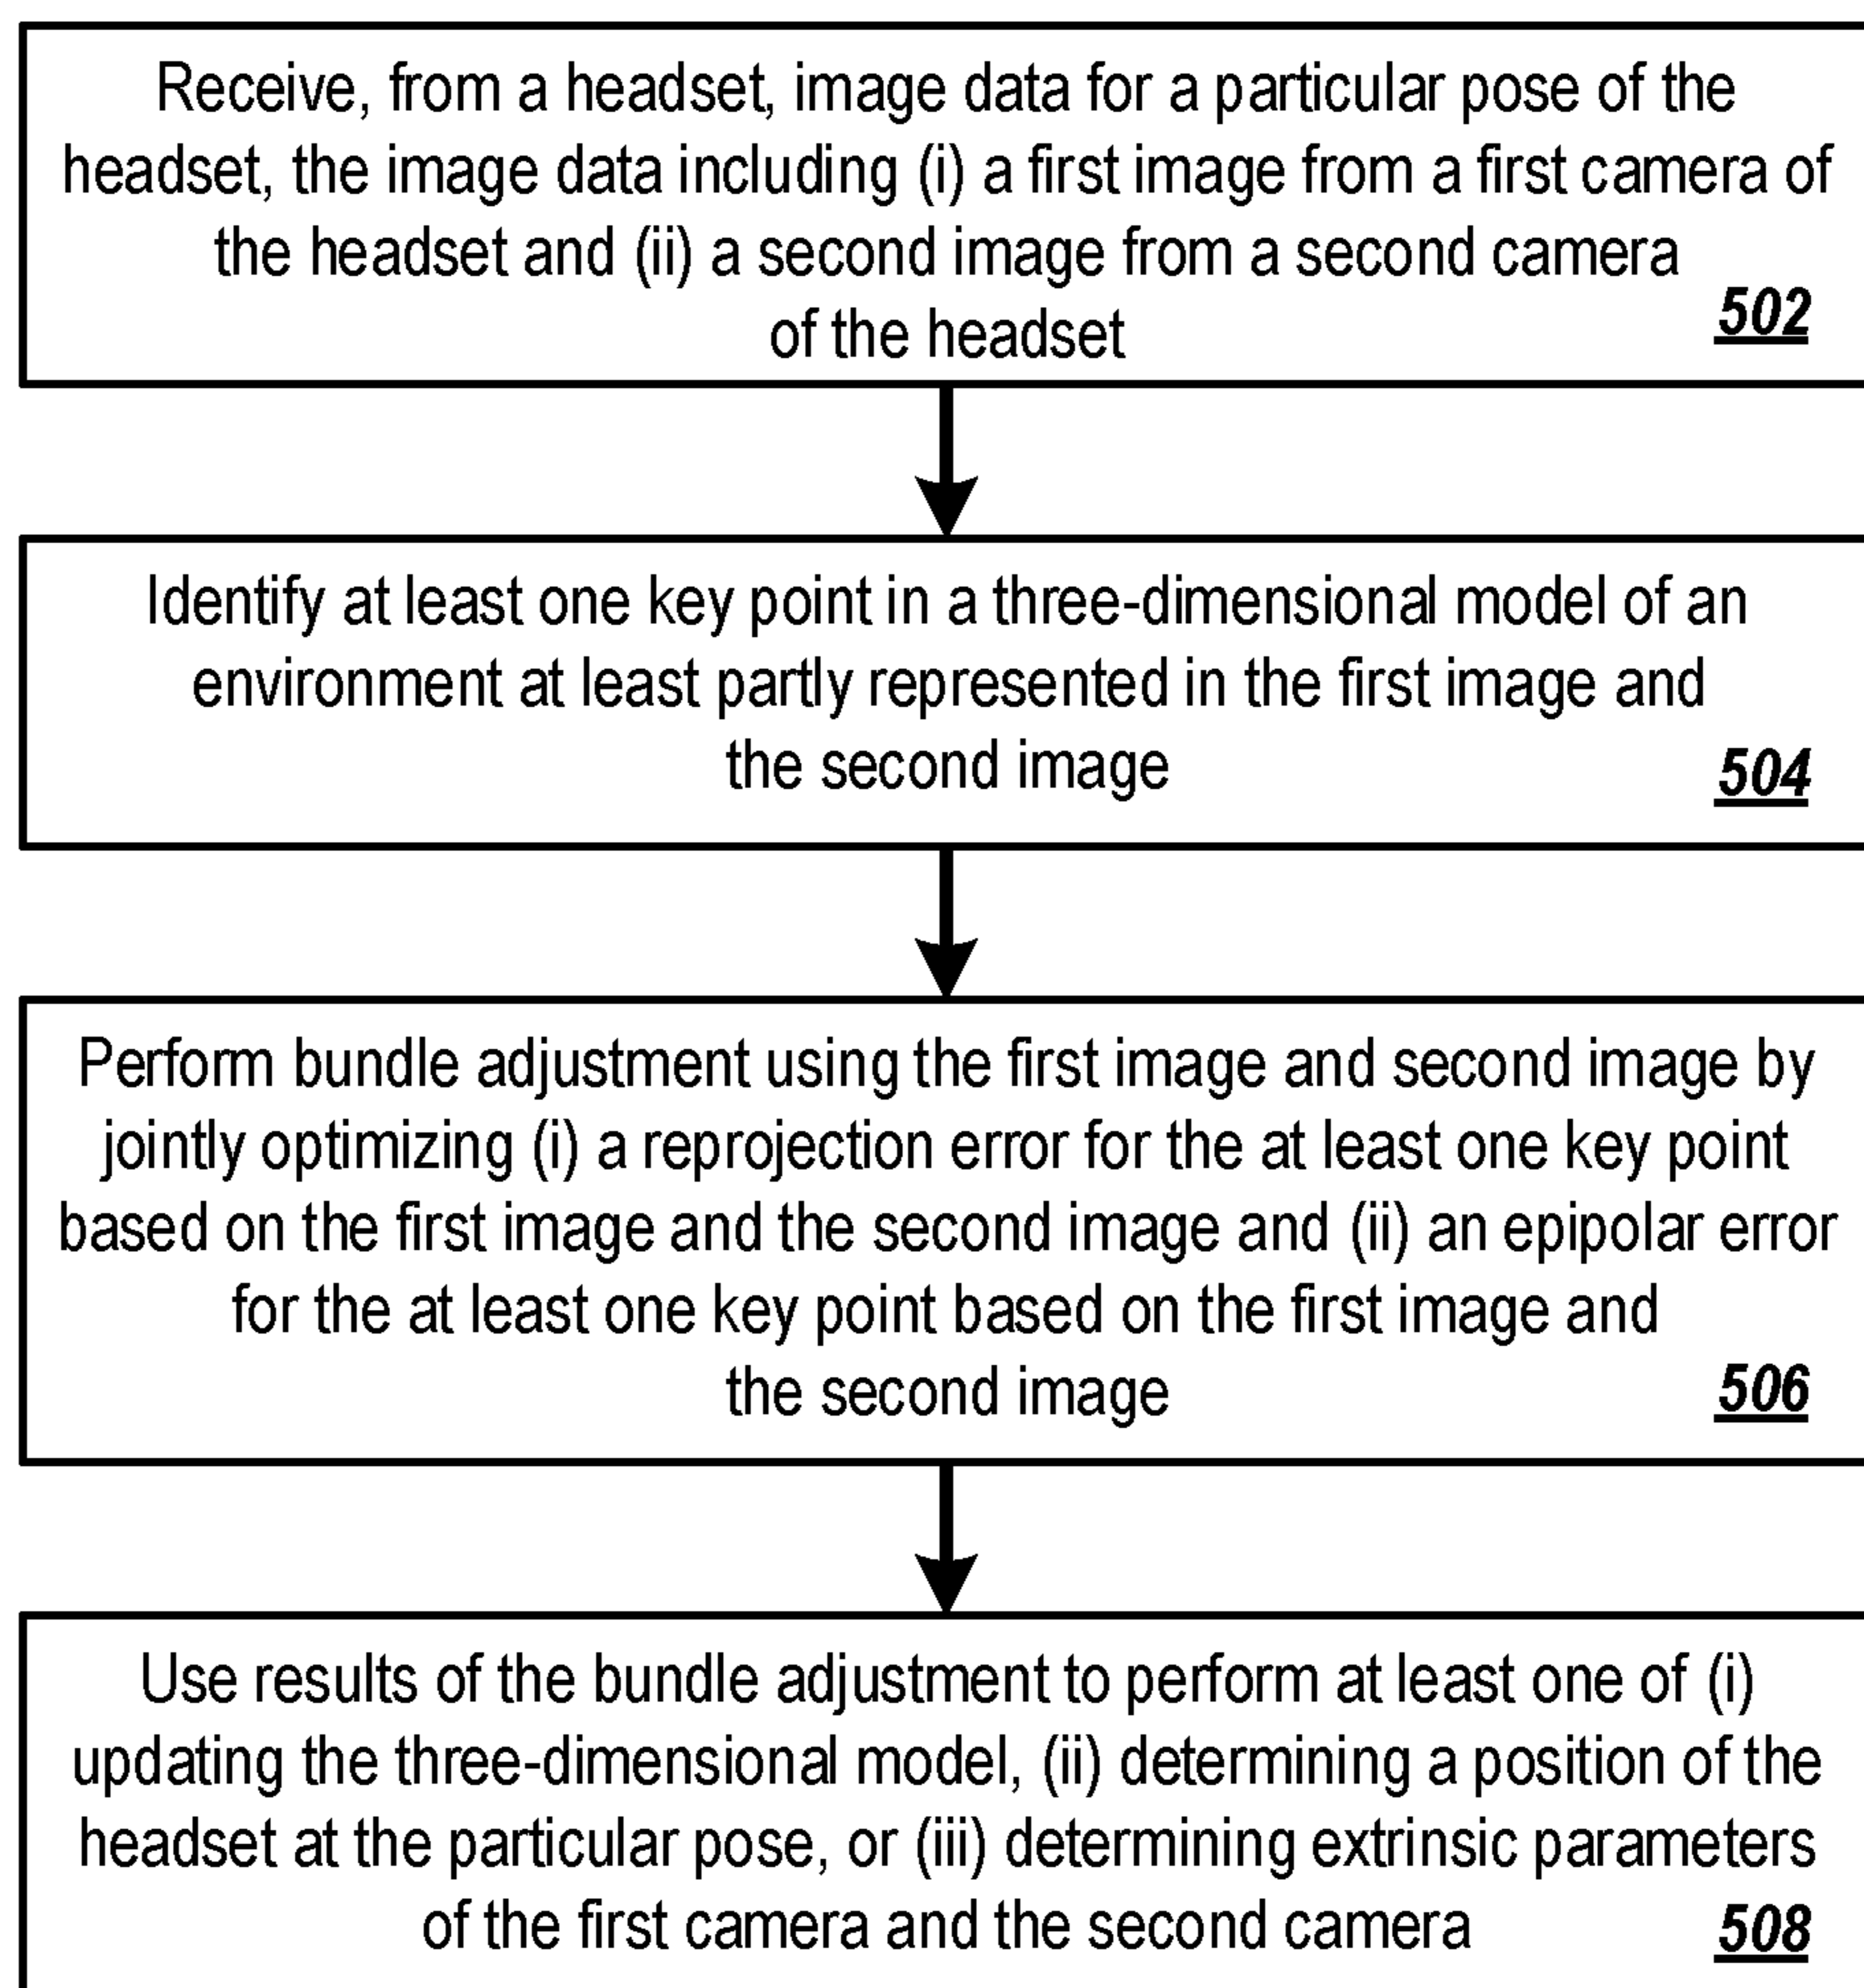 Receive, from a headset, image data for a particular pose of the
headset, the image data including (i) a first image from a first camera of
the headset and (ii) a second image from a second camera
of the headset
502
Identify at least one key point in a three-dimensional model of an
environment at least partly represented in the first image and
the second image
504
Perform bundle adjustment using the first image and second image by
jointly optimizing (i) a reprojection error for the at least one key point
based on the first image and the second image and (ii) an epipolar error
for the at least one key point based on the first image and
the second image
506
Use results of the bundle adjustment to perform at least one of (i)
updating the three-dimensional model, (ii) determining a position of the
headset at the particular pose, or (iii) determining extrinsic parameters
of the first camera and the second camera
508